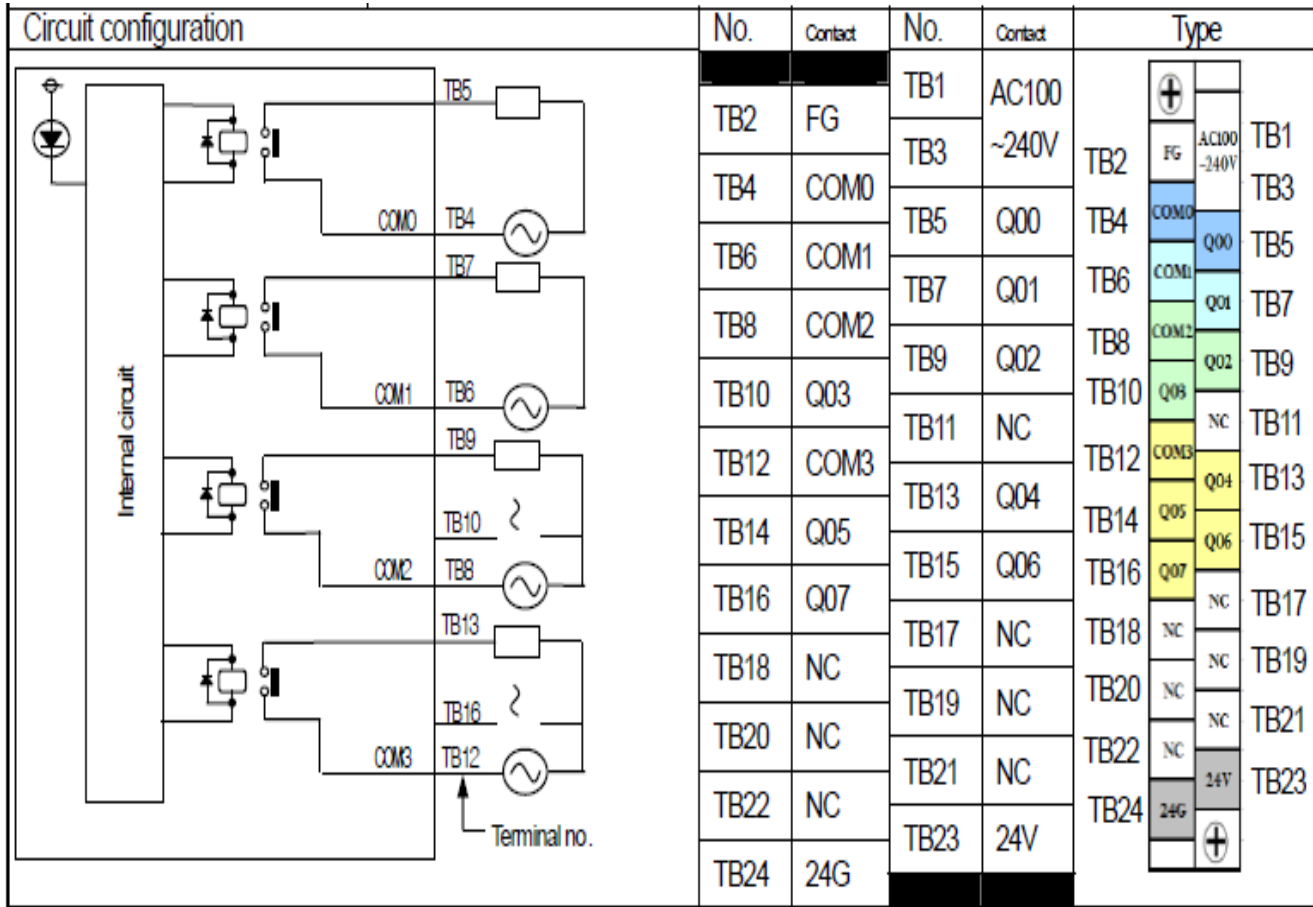 Circuit configuration
No.
Contact
No.
Contact
Type
TB5
COM0
TB4
TB7
COM1
TB6
TB9
TB10
COM2
TB8
TB13
TB16
COM3
TB12
Internal circuit
Terminal no.
TB2
FG
TB4
COM0
TB6
COM1
TB8
COM2
TB10
Q03
TB12
COM3
TB14
Q05
TB16
Q07
TB18
NC
TB20
NC
TB22
NC
TB24
24G
TB1
AC100
~240V
TB3
TB5
Q00
TB7
Q01
TB9
Q02
TB11
NC
TB13
Q04
TB15
Q06
TB17
NC
TB19
NC
TB21
NC
TB23
24V
TB2
TB4
TB6
TB8
TB10
TB12
TB14
TB16
TB18
TB20
TB22
TB24
FG
COM0
COM1
COM2
Q03
COM3
Q05
Q07
NC
NC
NC
24G
AC100
~240V
Q00
Q01
Q02
NC
Q04
Q06
NC
NC
NC
24V
TB1
TB3
TB5
TB7
TB9
TB11
TB13
TB15
TB17
TB19
TB21
TB23